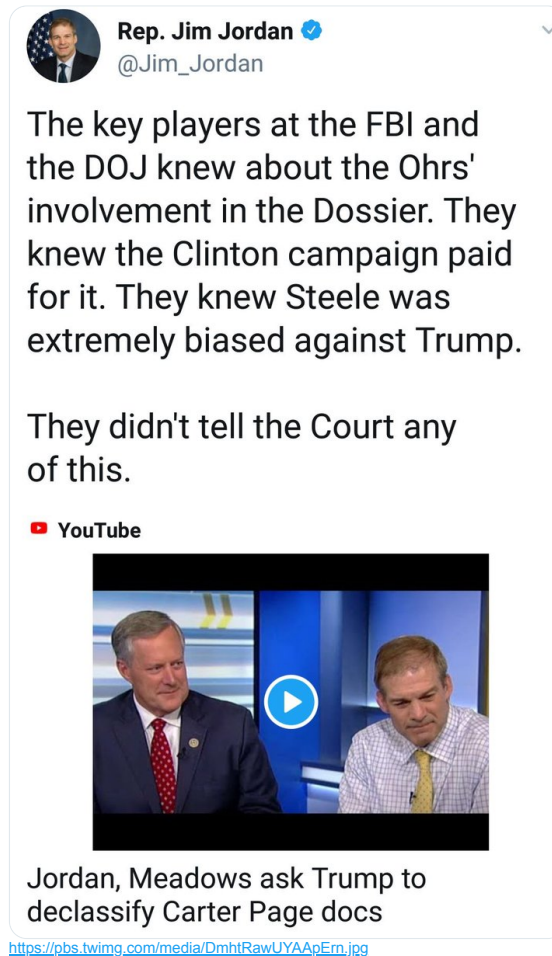 Rep. Jim Jordan
@Jim_Jordan
The key players at the FBI and
the DOJ knew about the Ohrs'
involvement in the Dossier. They
knew the Clinton campaign paid
for it. They knew Steele was
extremely biased against Trump.
They didn't tell the Court any
of this.
YouTube
Jordan, Meadows ask Trump to
declassify Carter Page docs
https://pbs.twimg.com/media/DmhtRawUYAApErn.jpg